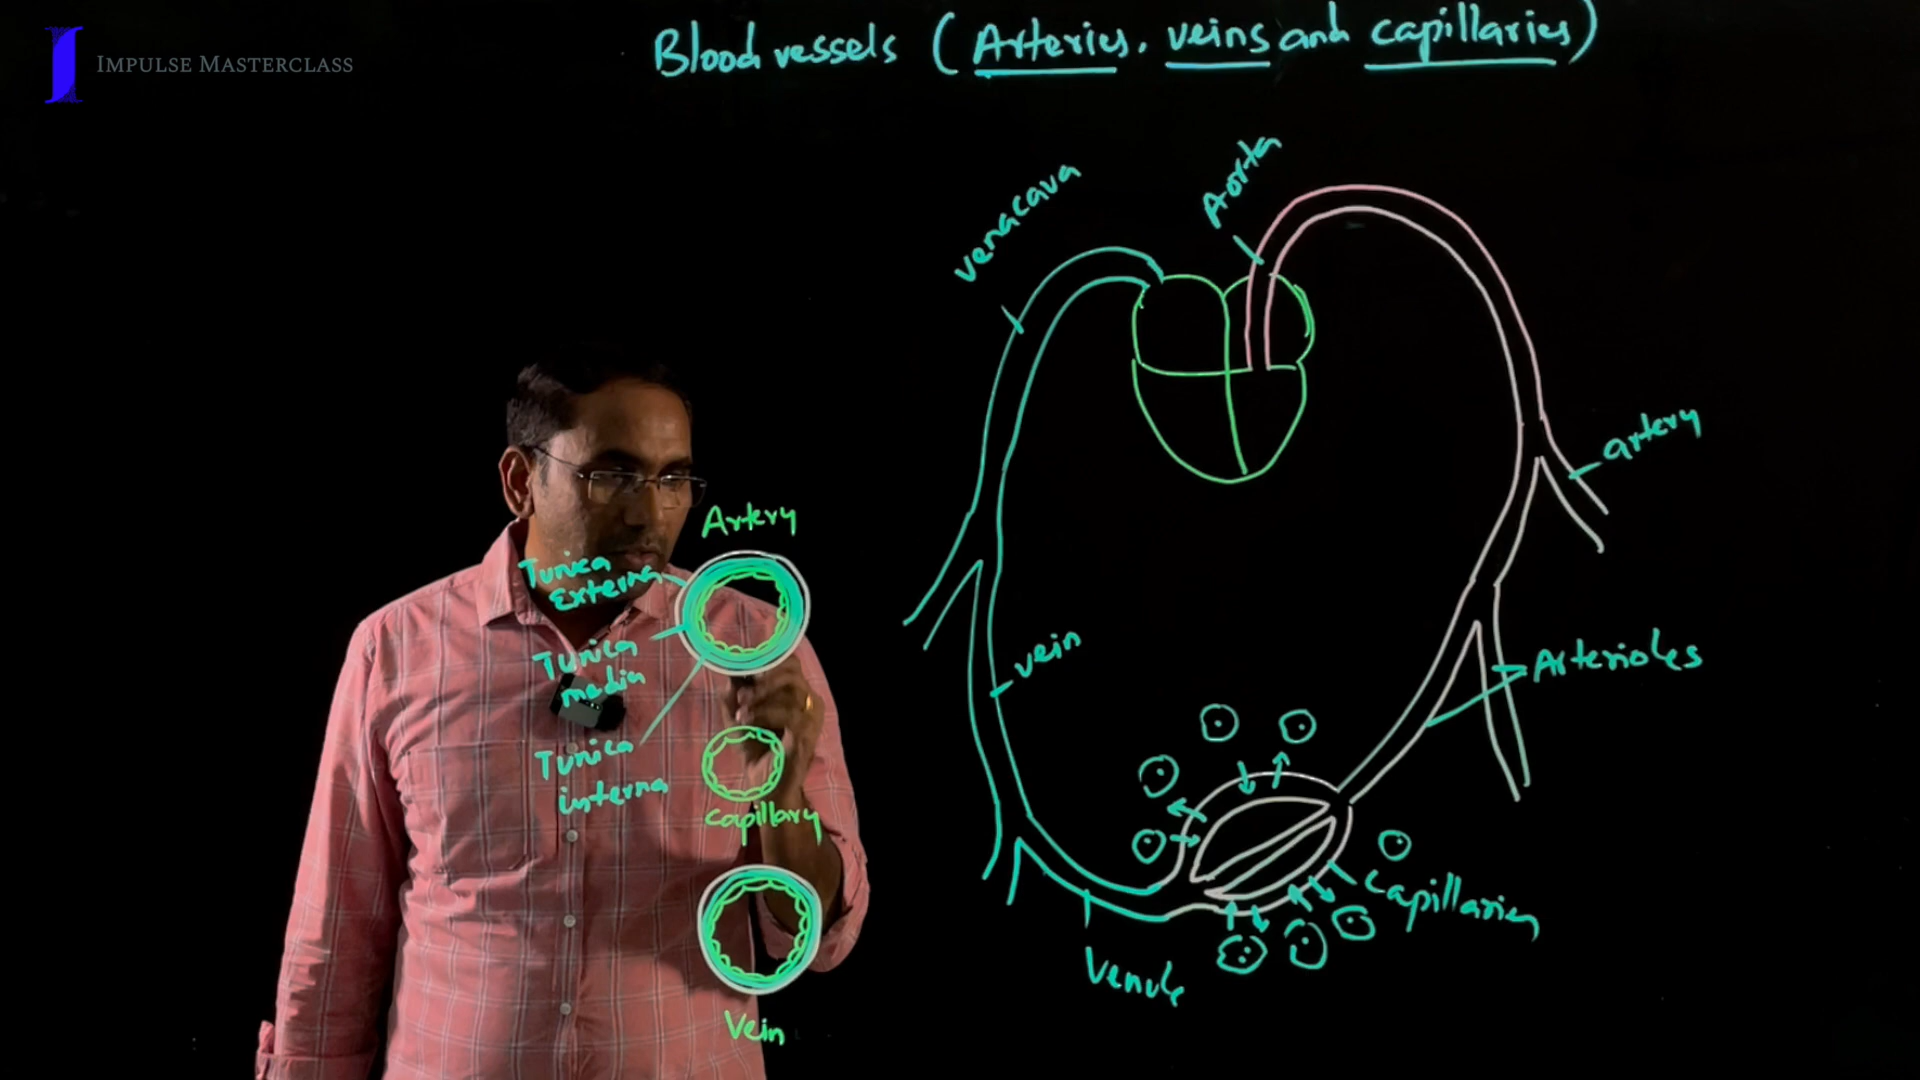 IMPULSE MASTERCLASS
Blood vessels (Arteries, veins and capillaries)
venacava
Aorta
artery
Artery
Tunica
Externa
Tunica
media
Tunica
interna
vein
Arterioles
capillary
capillaries
Venule
Vein